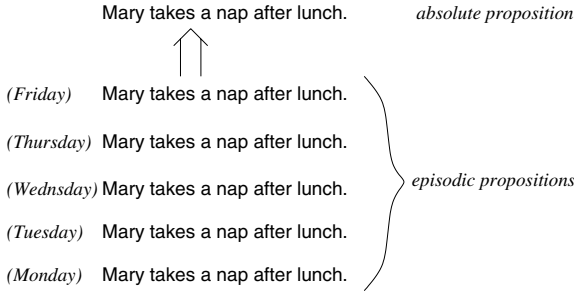 Mary takes a nap after lunch. absolute proposition
(Friday) Mary takes a nap after lunch.
(Thursday) Mary takes a nap after lunch.
(Wednsday) Mary takes a nap after lunch. episodic propositions
(Tuesday) Mary takes a nap after lunch.
(Monday) Mary takes a nap after lunch.